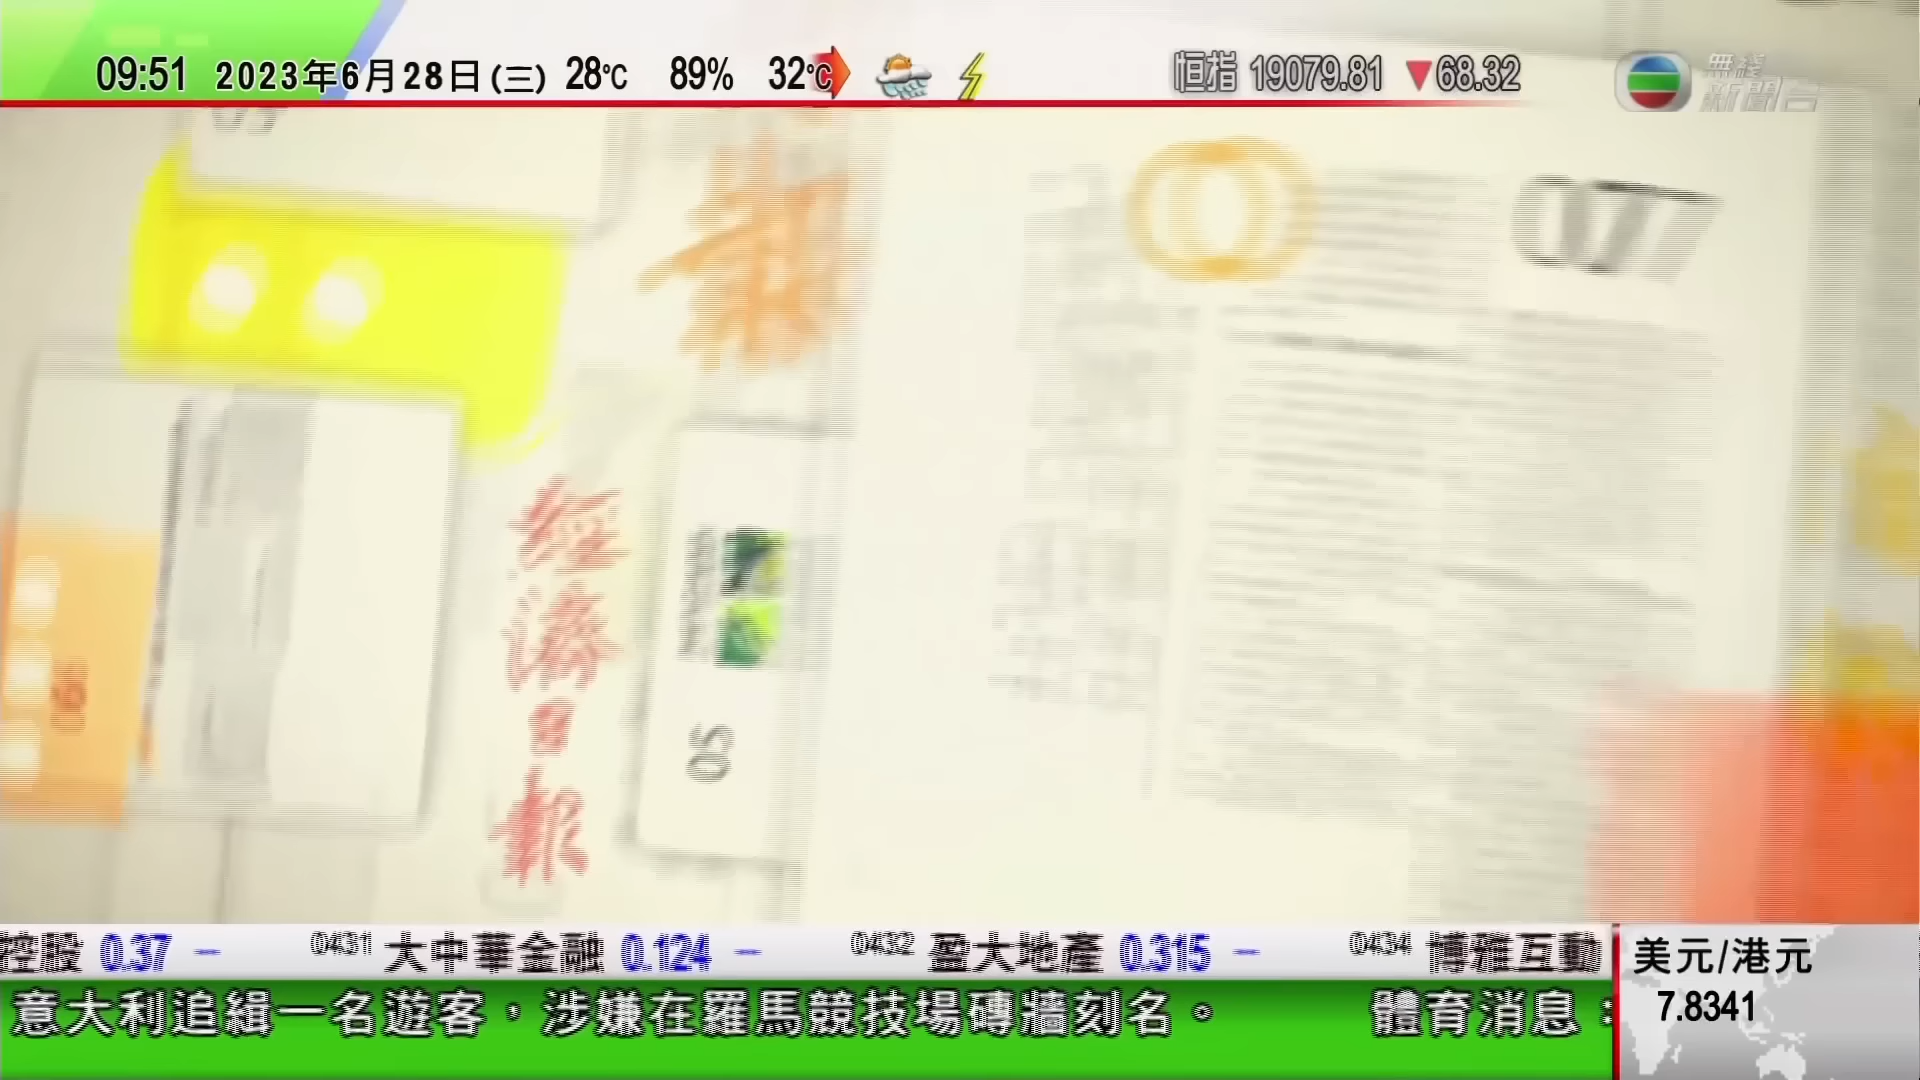 09:51 2023年6月28日(三) 28°C 89% 32°C 恒指 19079.81 ▼68.32
無綫
新聞台
報
07
經濟日報
05
控股 0.37 － 0431 大中華金融 0.124 － 0432 盈大地產 0.315 － 0434 博雅互動
意大利追緝一名遊客，涉嫌在羅馬競技場磚牆刻名。 體育消息：
美元/港元
7.8341